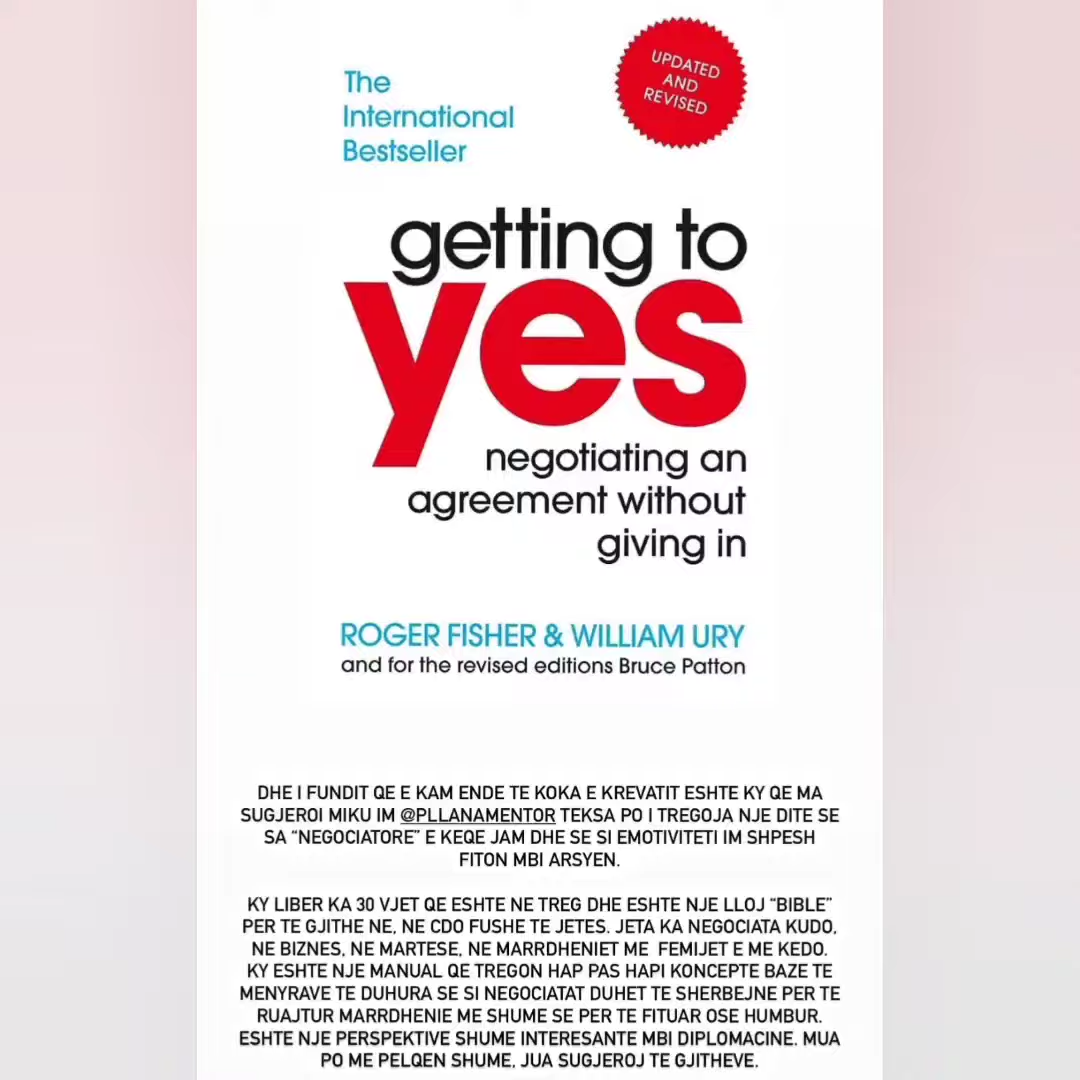 The
International
Bestseller
UPDATED
AND
REVISED
getting to
yes
negotiating an
agreement without
giving in
ROGER FISHER & WILLIAM URY
and for the revised editions Bruce Patton
DHE I FUNDIT QE E KAM ENDE TE KOKA E KREVATIT ESHTE KY QE MA
SUGJEROI MIKU IM @PLLANAMENTOR TEKSA PO I TREGOJA NJE DITE SE
SA “NEGOCIATORE” E KEQE JAM DHE SE SI EMOTIVITETI IM SHPESH
FITON MBI ARSYEN.
KY LIBER KA 30 VJET QE ESHTE NE TREG DHE ESHTE NJE LLOJ “BIBLE”
PER TE GJITHE NE, NE CDO FUSHE TE JETES. JETA KA NEGOCIATA KUDO,
NE BIZNES, NE MARTESE, NE MARRDHENIET ME FEMIJET E ME KEDO.
KY ESHTE NJE MANUAL QE TREGON HAP PAS HAPI KONCEPTE BAZE TE
MENYRAVE TE DUHURA SE SI NEGOCIATAT DUHET TE SHERBEJNE PER TE
RUAJTUR MARRDHENIE ME SHUME SE PER TE FITUAR OSE HUMBUR.
ESHTE NJE PERSPEKTIVE SHUME INTERESANTE MBI DIPLOMACINE. MUA
PO ME PELQEN SHUME, JUA SUGJEROJ TE GJITHEVE.